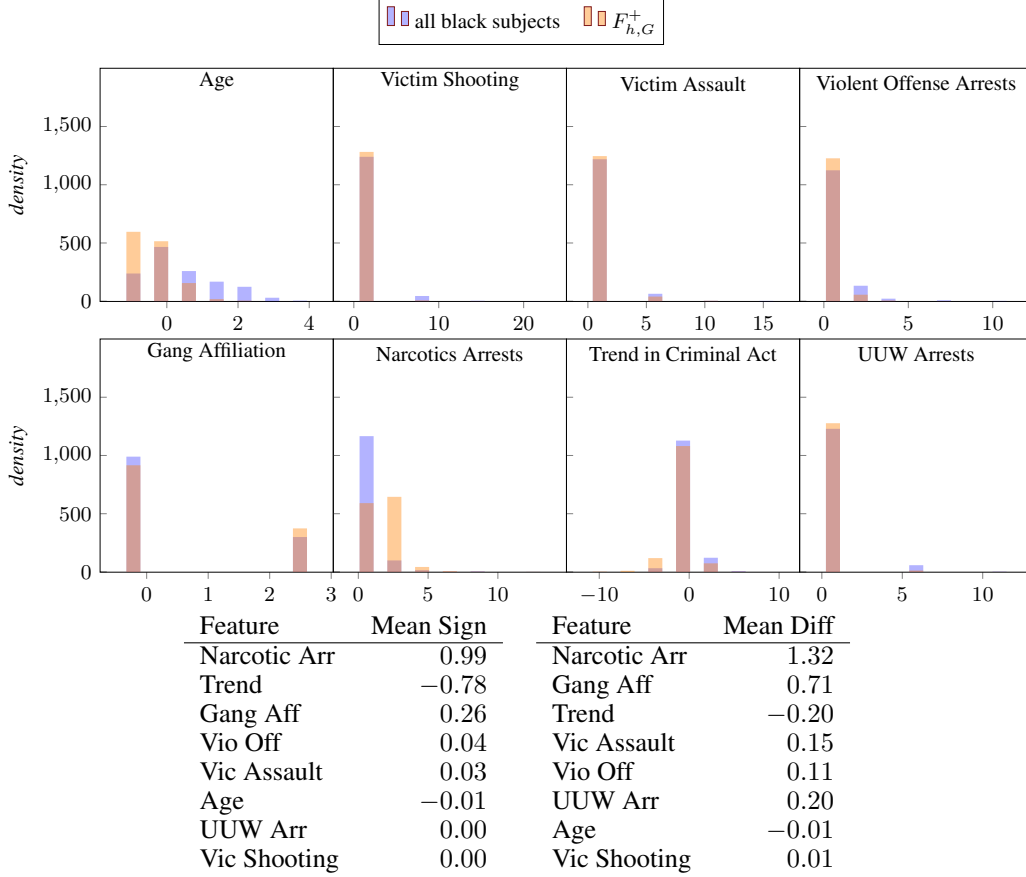 all black subjects $F^{+}_{h,G}$
Age Victim Shooting Victim Assault Violent Offense Arrests
1,500
1,000
500
0
density
0 2 4 0 10 20 0 5 10 15 0 5 10
Gang Affiliation Narcotics Arrests Trend in Criminal Act UUW Arrests
1,500
1,000
500
0
density
0 1 2 3 0 5 10 −10 0 10 0 5 10
Feature Mean Sign
Narcotic Arr 0.99
Trend −0.78
Gang Aff 0.26
Vio Off 0.04
Vic Assault 0.03
Age −0.01
UUW Arr 0.00
Vic Shooting 0.00
Feature Mean Diff
Narcotic Arr 1.32
Gang Aff 0.71
Trend −0.20
Vic Assault 0.15
Vio Off 0.11
UUW Arr 0.20
Age −0.01
Vic Shooting 0.01